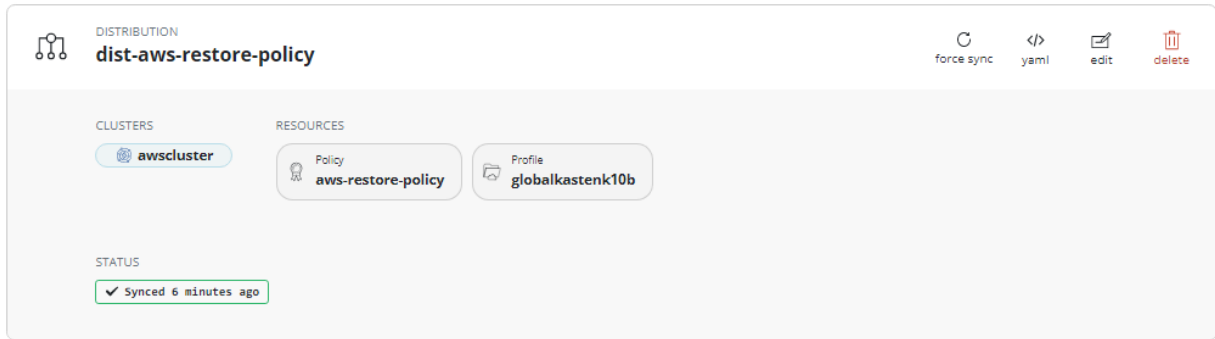 DISTRIBUTION
dist-aws-restore-policy
force sync
yaml
edit
delete
CLUSTERS
RESOURCES
awscluster
Policy
aws-restore-policy
Profile
globalkastenk10b
STATUS
Synced 6 minutes ago